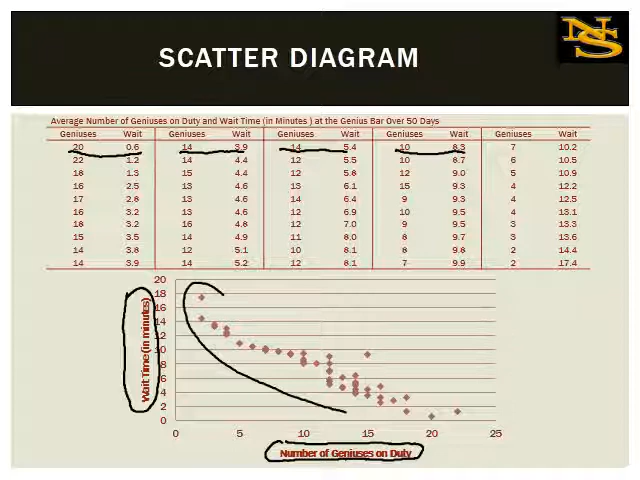 SCATTER DIAGRAM
NS
Average Number of Geniuses on Duty and Wait Time (in Minutes ) at the Genius Bar Over 50 Days
Geniuses Wait Geniuses Wait Geniuses Wait Geniuses Wait Geniuses Wait
20 0.6 14 3.9 14 5.4 10 8.3 7 10.2
22 1.2 14 4.4 12 5.5 10 8.7 6 10.5
18 1.3 15 4.4 12 5.8 12 9.0 5 10.9
16 2.5 13 4.6 13 6.1 15 9.3 4 12.2
17 2.8 13 4.6 14 6.4 9 9.3 4 12.5
16 3.2 13 4.6 12 6.9 10 9.5 4 13.1
18 3.2 16 4.8 12 7.0 9 9.5 3 13.3
15 3.5 14 4.9 11 8.0 8 9.7 3 13.6
14 3.8 12 5.1 10 8.1 8 9.8 2 14.4
14 3.9 14 5.2 12 8.1 7 9.9 2 17.4
20
18
16
14
12
10
8
6
4
2
0
Wait Time (in minutes)
0 5 10 15 20 25
Number of Geniuses on Duty